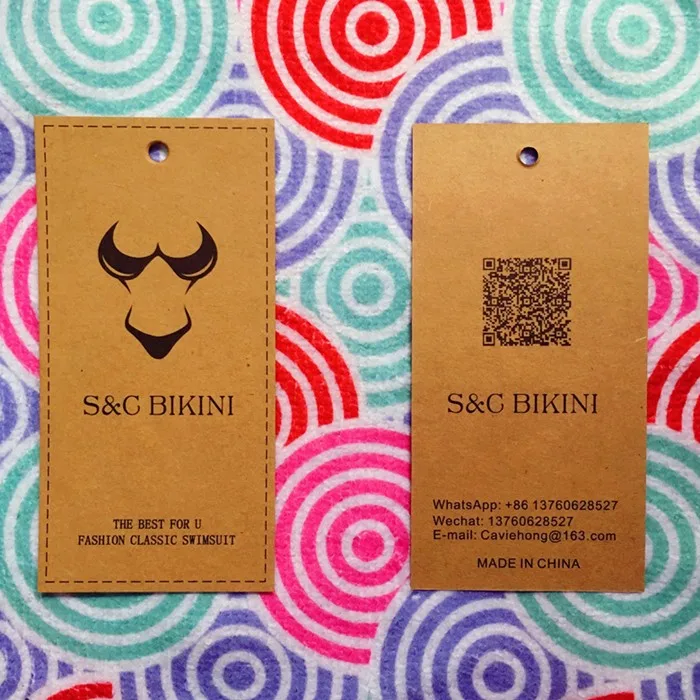 S&C BIKINI
THE BEST FOR U
FASHION CLASSIC SWIMSUIT
S&C BIKINI
WhatsApp: +86 13760628527
Wechat: 13760628527
E-mail: Caviehong@163.com
MADE IN CHINA